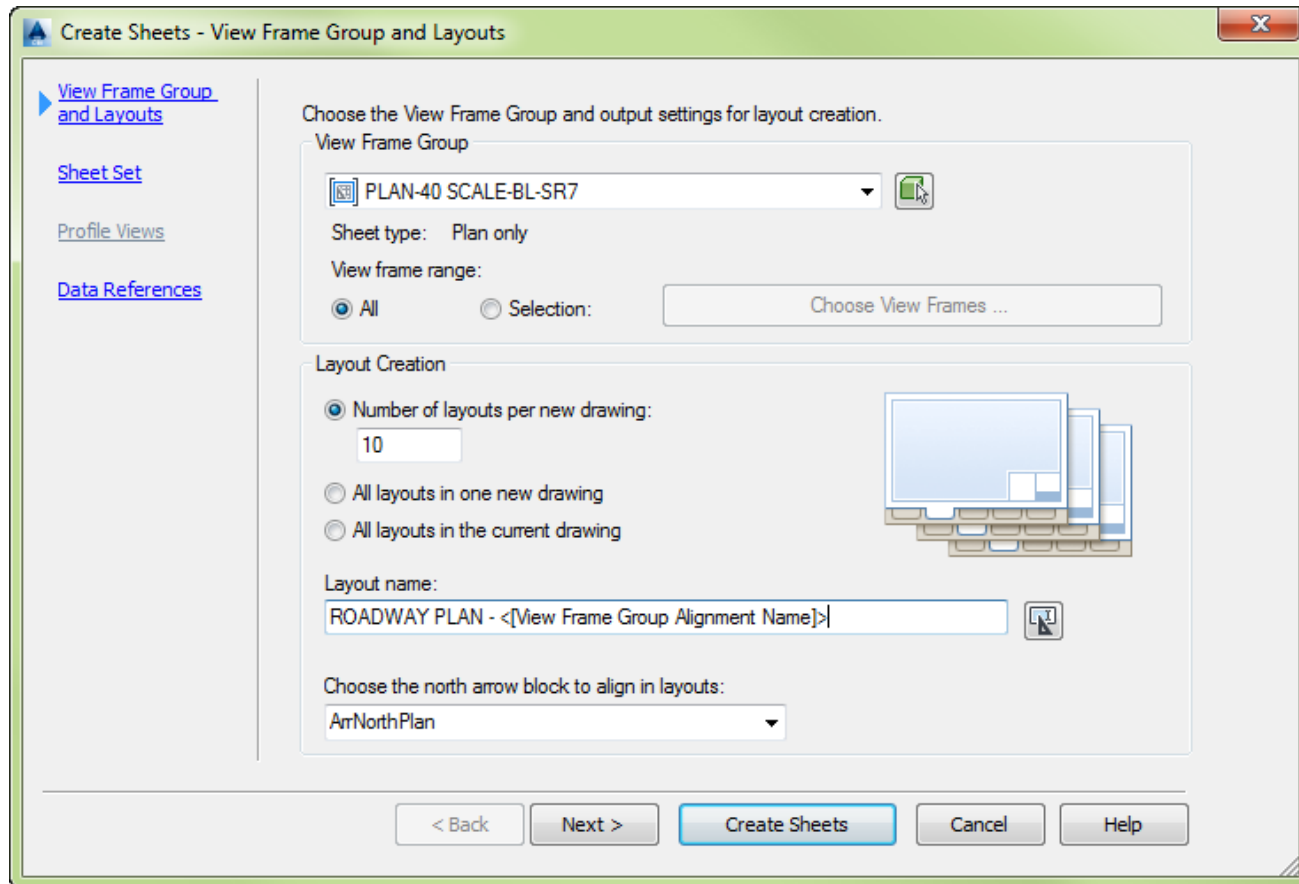 Create Sheets - View Frame Group and Layouts
View Frame Group
and Layouts
Sheet Set
Profile Views
Data References
Choose the View Frame Group and output settings for layout creation.
View Frame Group
PLAN-40 SCALE-BL-SR7
Sheet type: Plan only
View frame range:
All Selection: Choose View Frames ...
Layout Creation
Number of layouts per new drawing:
10
All layouts in one new drawing
All layouts in the current drawing
Layout name:
ROADWAY PLAN - <[View Frame Group Alignment Name]>
Choose the north arrow block to align in layouts:
ArrNorthPlan
< Back Next > Create Sheets Cancel Help